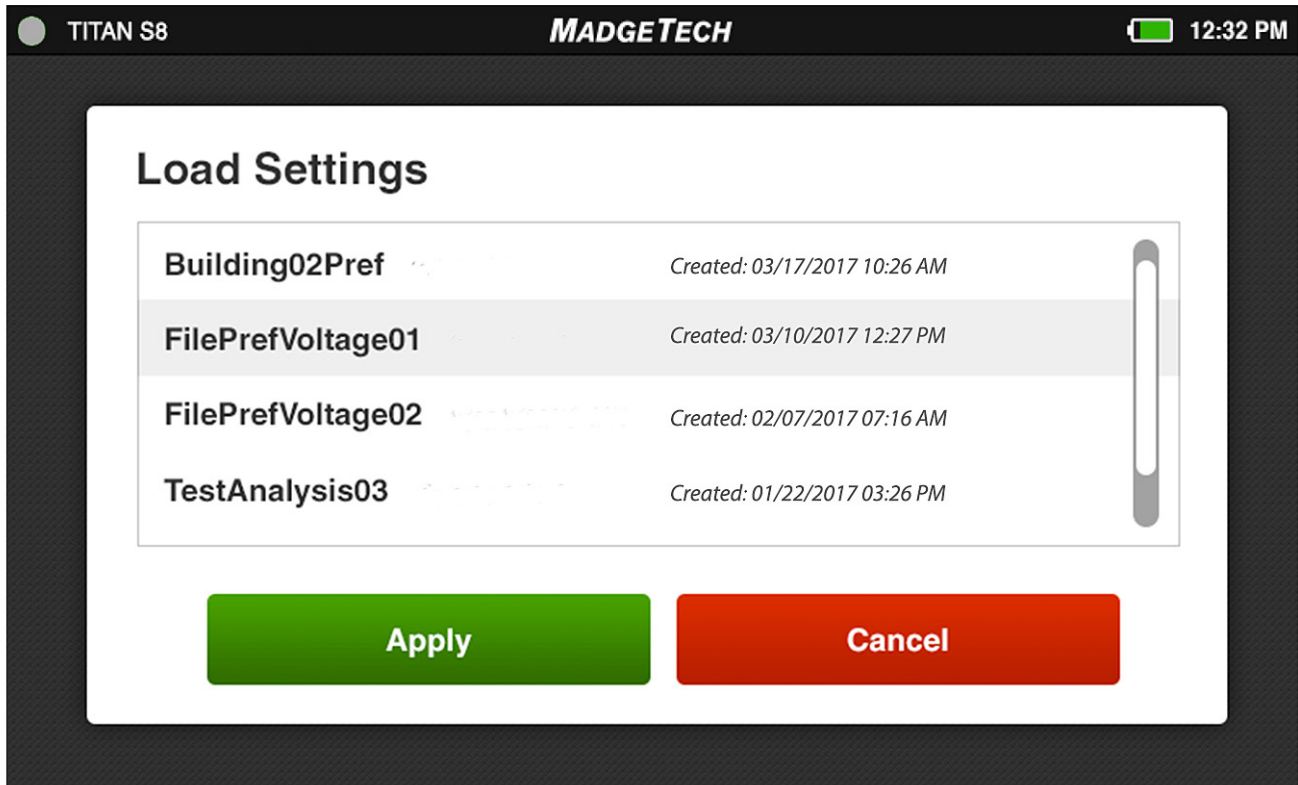 TITAN S8 MADGETECH 12:32 PM
Load Settings
Building02Pref Created: 03/17/2017 10:26 AM
FilePrefVoltage01 Created: 03/10/2017 12:27 PM
FilePrefVoltage02 Created: 02/07/2017 07:16 AM
TestAnalysis03 Created: 01/22/2017 03:26 PM
Apply Cancel